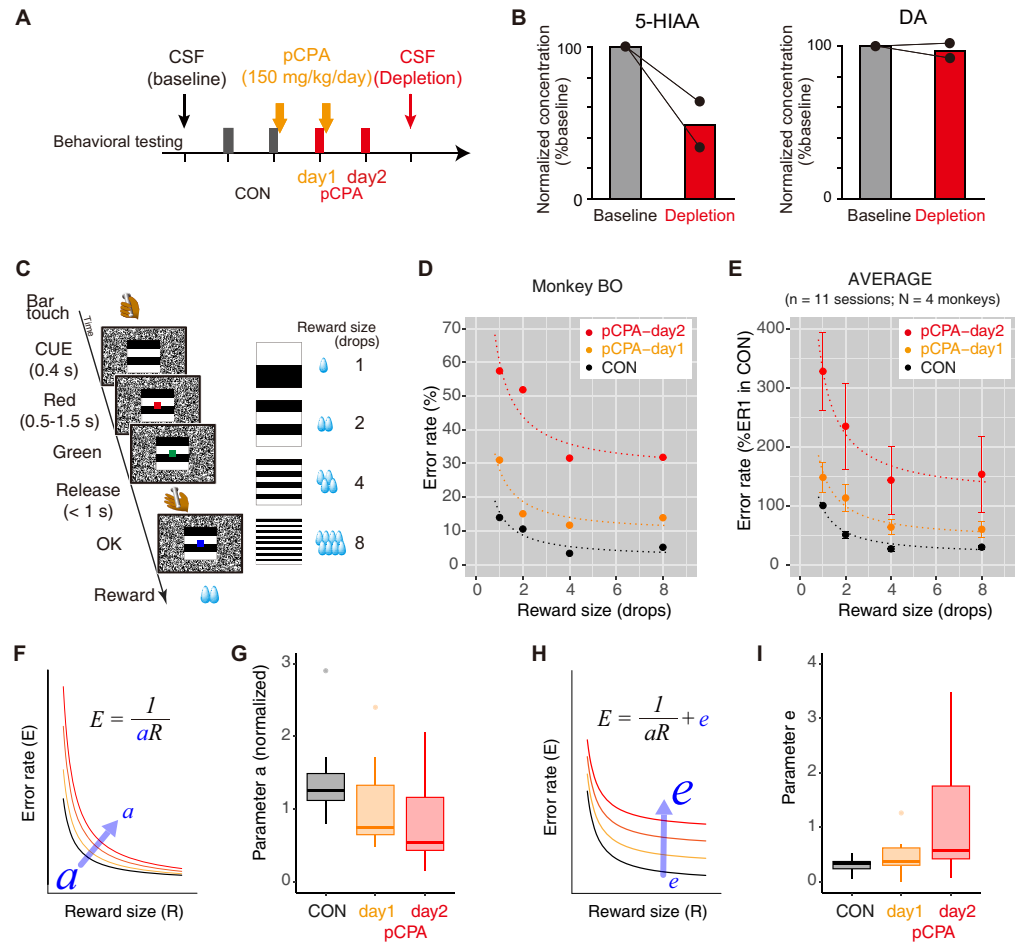 A
CSF
(baseline)
pCPA
(150 mg/kg/day)
CSF
(Depletion)
Behavioral testing
CON
day1
day2
pCPA
B
5-HIAA
Normalized concentration
(%baseline)
100
0
Baseline
Depletion
DA
Normalized concentration
(%baseline)
100
0
Baseline
Depletion
C
Bar
touch
Time
CUE
(0.4 s)
Red
(0.5-1.5 s)
Green
Release
(< 1 s)
OK
Reward
Reward size
(drops)
1
2
4
8
D
Monkey BO
pCPA−day2
pCPA−day1
CON
Error rate (%)
70
60
50
40
30
20
10
0
0
2
4
6
8
Reward size (drops)
E
AVERAGE
(n = 11 sessions; N = 4 monkeys)
pCPA−day2
pCPA−day1
CON
Error rate (%ER1 in CON)
400
300
200
100
0
0
2
4
6
8
Reward size (drops)
F
Error rate (E)
E = 1 / aR
a
a
Reward size (R)
G
Parameter a (normalized)
3
2
1
0
CON
day1
day2
pCPA
H
Error rate (E)
E = 1 / aR + e
e
e
Reward size (R)
I
Parameter e
4
2
1
0
CON
day1
day2
pCPA